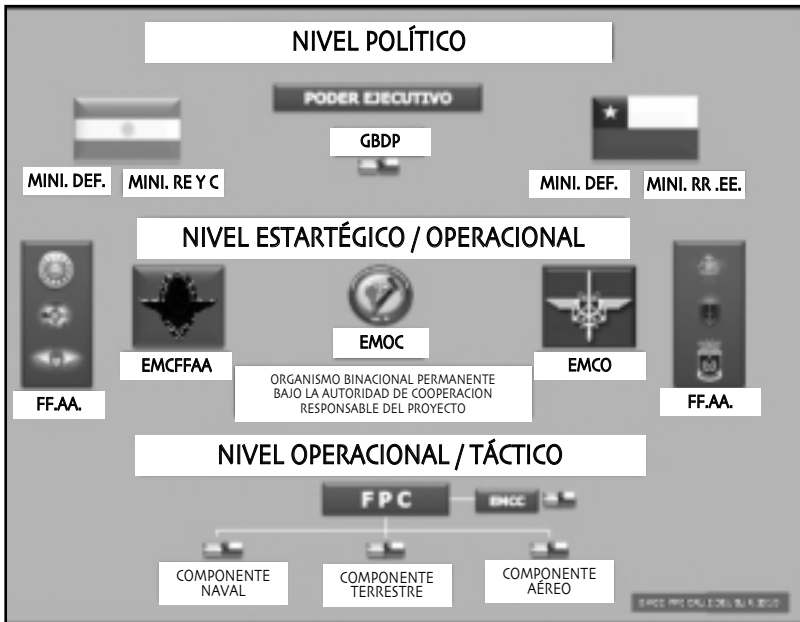 NIVEL POLÍTICO
PODER EJECUTIVO
GBDP
MINI. DEF.
MINI. RE Y C
MINI. DEF.
MINI. RR .EE.
NIVEL ESTARTÉGICO / OPERACIONAL
EMOC
EMCFFAA
EMCO
FF.AA.
ORGANISMO BINACIONAL PERMANENTE
BAJO LA AUTORIDAD DE COOPERACION
RESPONSABLE DEL PROYECTO
FF.AA.
NIVEL OPERACIONAL / TÁCTICO
FPC
EMCC
COMPONENTE
NAVAL
COMPONENTE
TERRESTRE
COMPONENTE
AÉREO